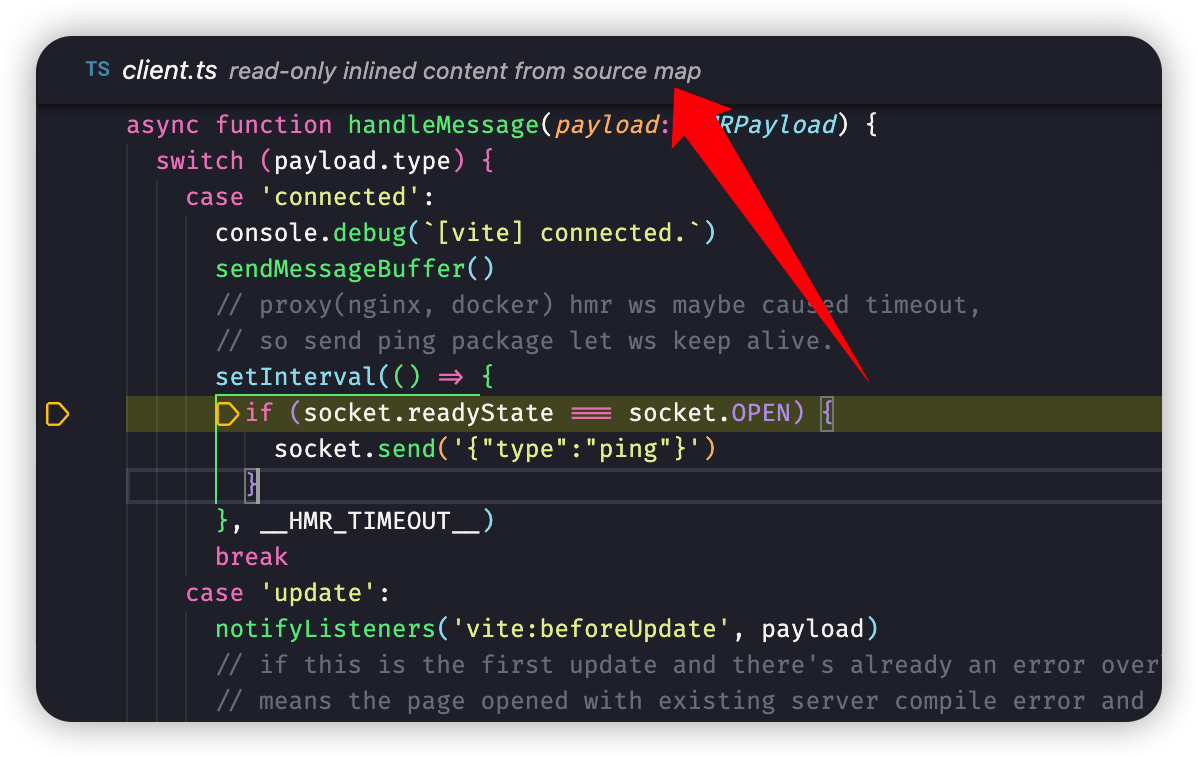 TS client.ts read-only inlined content from source map
async function handleMessage(payload: RPayload) {
switch (payload.type) {
case 'connected':
console.debug(`[vite] connected.`)
sendMessageBuffer()
// proxy(nginx, docker) hmr ws maybe caused timeout,
// so send ping package let ws keep alive.
setInterval(() => {
if (socket.readyState === socket.OPEN) {
socket.send('{"type":"ping"}')
}
}, __HMR_TIMEOUT__)
break
case 'update':
notifyListeners('vite:beforeUpdate', payload)
// if this is the first update and there's already an error over
// means the page opened with existing server compile error and